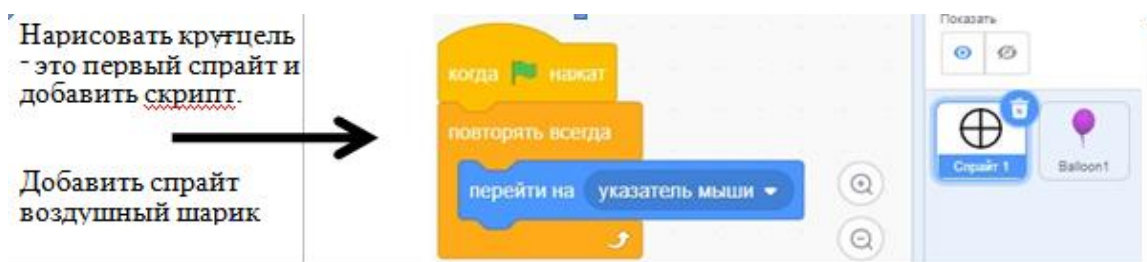 Нарисовать крутцель
- это первый спрайт и
добавить скрипт.
Добавить спрайт
воздушный шарик
когда нажат
повторять всегда
перейти на указатель мыши
Показать
Спрайт 1
Balloon1